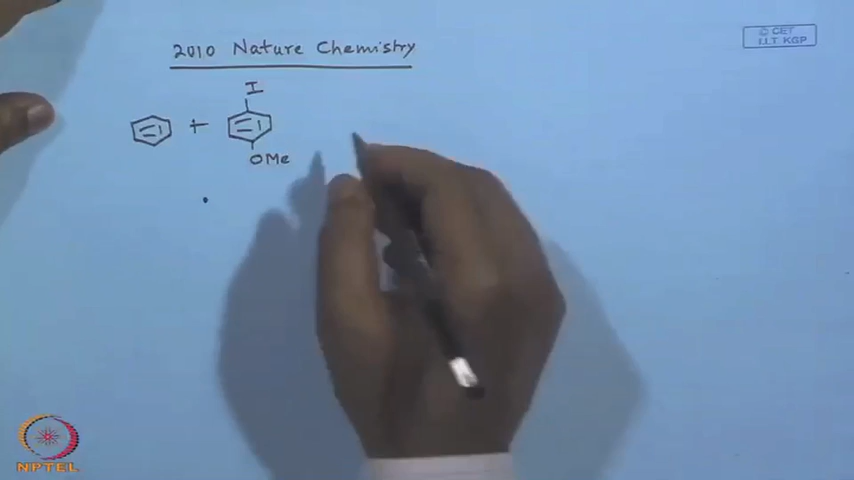 2010 Nature Chemistry
© CET
I.I.T. KGP
I
+
OMe
NPTEL